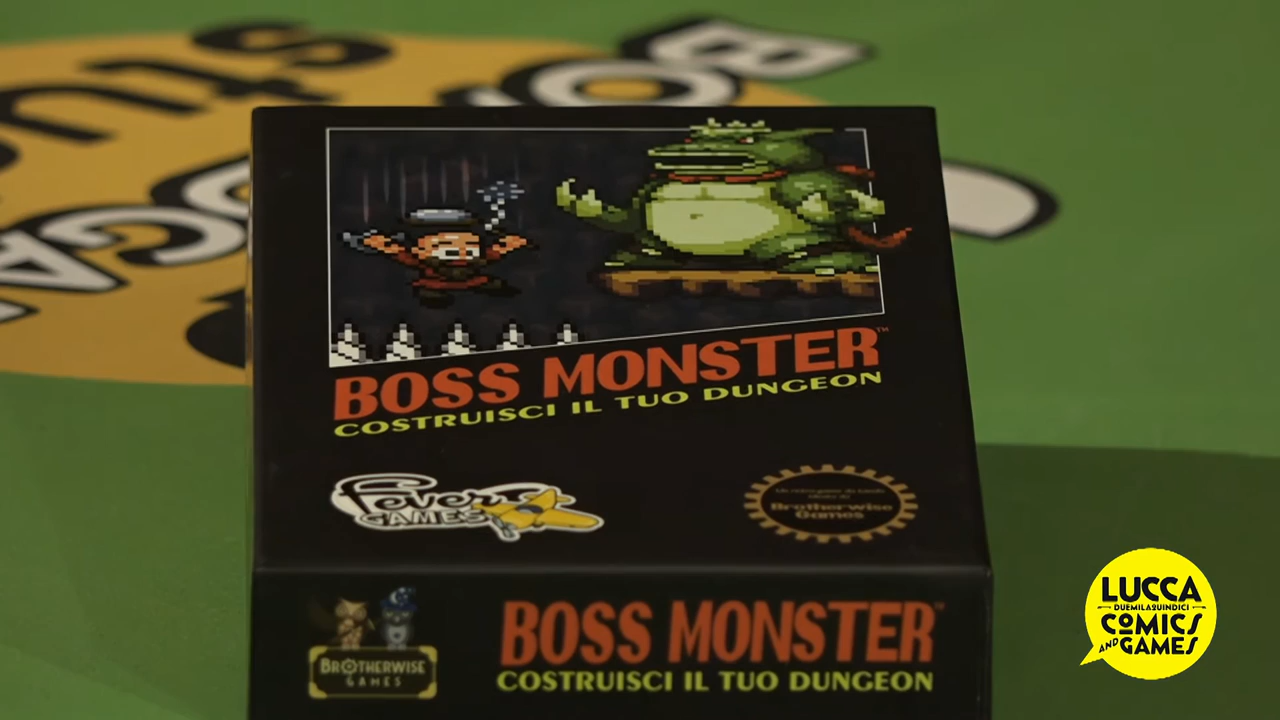 BOSS MONSTER™
COSTRUISCI IL TUO DUNGEON
Fever
GAMES
Brotherwise
Games
BROTHERWISE
GAMES
BOSS MONSTER™
COSTRUISCI IL TUO DUNGEON
LUCCA
DUEMILAQUINDICI
COMICS
AND GAMES